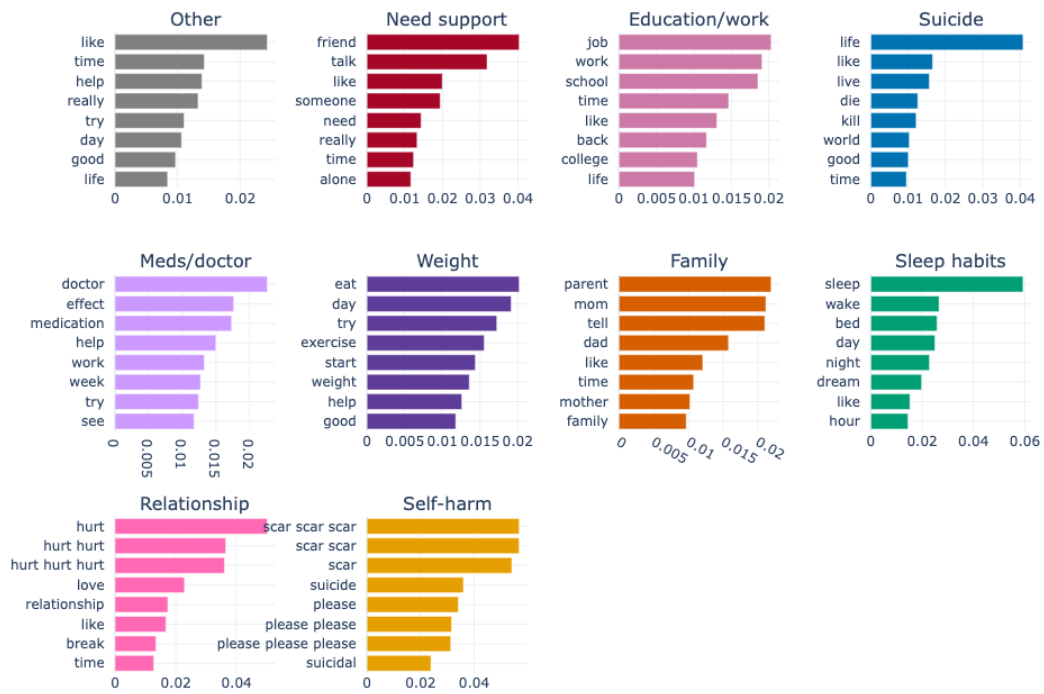 Other
like
time
help
really
try
day
good
life
0 0.01 0.02
Need support
friend
talk
like
someone
need
really
time
alone
0 0.01 0.02 0.03 0.04
Education/work
job
work
school
time
like
back
college
life
0 0.005 0.01 0.015 0.02
Suicide
life
like
live
die
kill
world
good
time
0 0.01 0.02 0.03 0.04
Meds/doctor
doctor
effect
medication
help
work
week
try
see
0 0.005 0.01 0.015 0.02
Weight
eat
day
try
exercise
start
weight
help
good
0 0.005 0.01 0.015 0.02
Family
parent
mom
tell
dad
like
time
mother
family
0 0.005 0.01 0.015 0.02
Sleep habits
sleep
wake
bed
day
night
dream
like
hour
0 0.02 0.04 0.06
Relationship
hurt
hurt hurt
hurt hurt hurt
love
relationship
like
break
time
0 0.02 0.04
Self-harm
scar scar scar
scar scar
scar
suicide
please
please please
please please please
suicidal
0 0.02 0.04